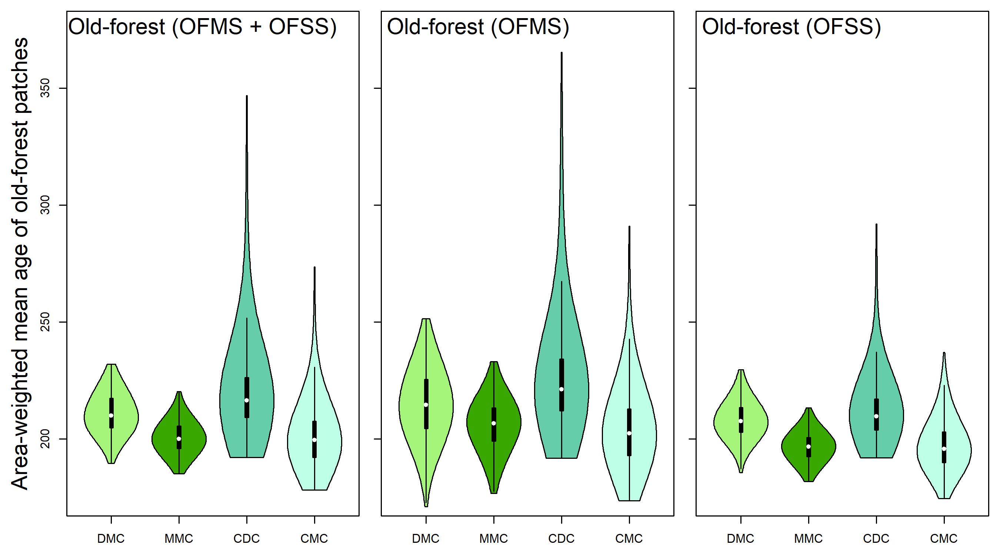 Old-forest (OFMS + OFSS)
Old-forest (OFMS)
Old-forest (OFSS)
Area-weighted mean age of old-forest patches
350
300
250
200
DMC MMC CDC CMC
DMC MMC CDC CMC
DMC MMC CDC CMC